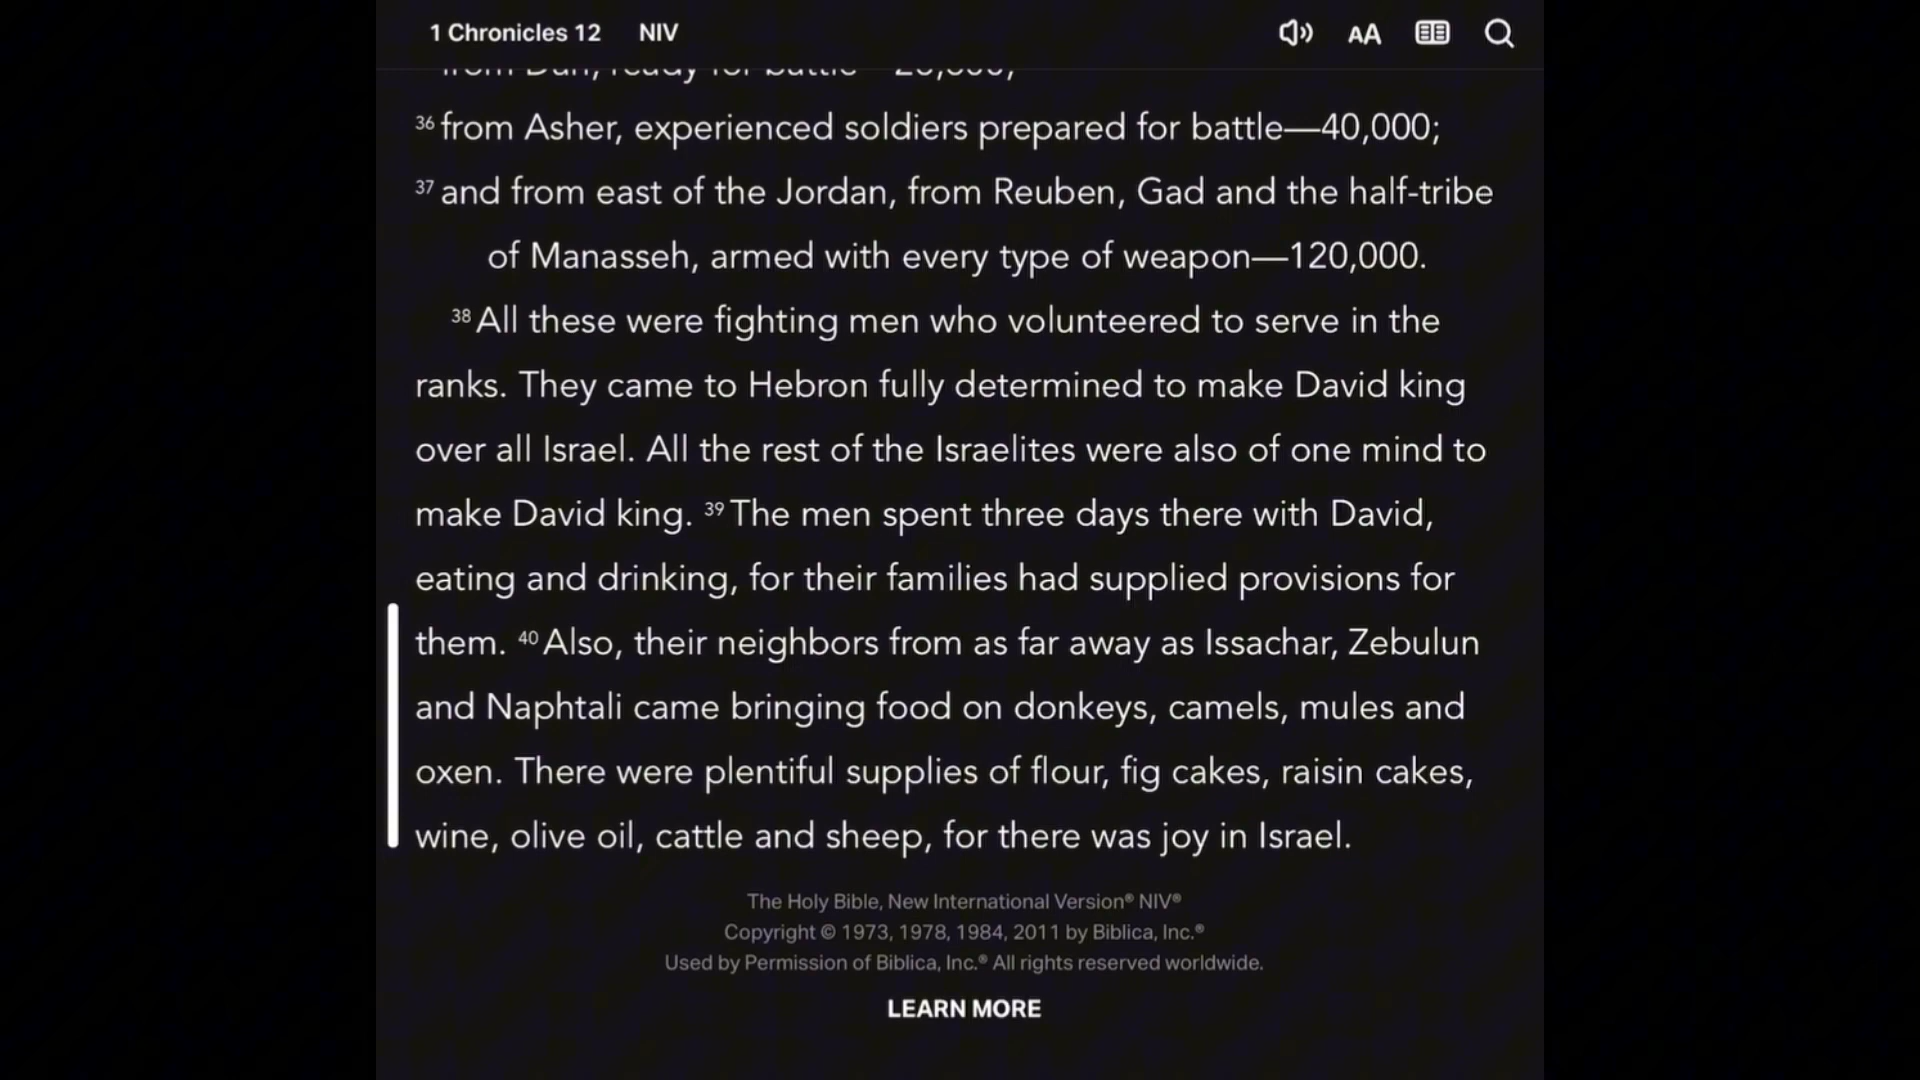 1 Chronicles 12 NIV AA
from Dan, ready for battle—28,600;
36 from Asher, experienced soldiers prepared for battle—40,000;
37 and from east of the Jordan, from Reuben, Gad and the half-tribe
of Manasseh, armed with every type of weapon—120,000.
38 All these were fighting men who volunteered to serve in the
ranks. They came to Hebron fully determined to make David king
over all Israel. All the rest of the Israelites were also of one mind to
make David king. 39 The men spent three days there with David,
eating and drinking, for their families had supplied provisions for
them. 40 Also, their neighbors from as far away as Issachar, Zebulun
and Naphtali came bringing food on donkeys, camels, mules and
oxen. There were plentiful supplies of flour, fig cakes, raisin cakes,
wine, olive oil, cattle and sheep, for there was joy in Israel.
The Holy Bible, New International Version® NIV®
Copyright © 1973, 1978, 1984, 2011 by Biblica, Inc.®
Used by Permission of Biblica, Inc.® All rights reserved worldwide.
LEARN MORE